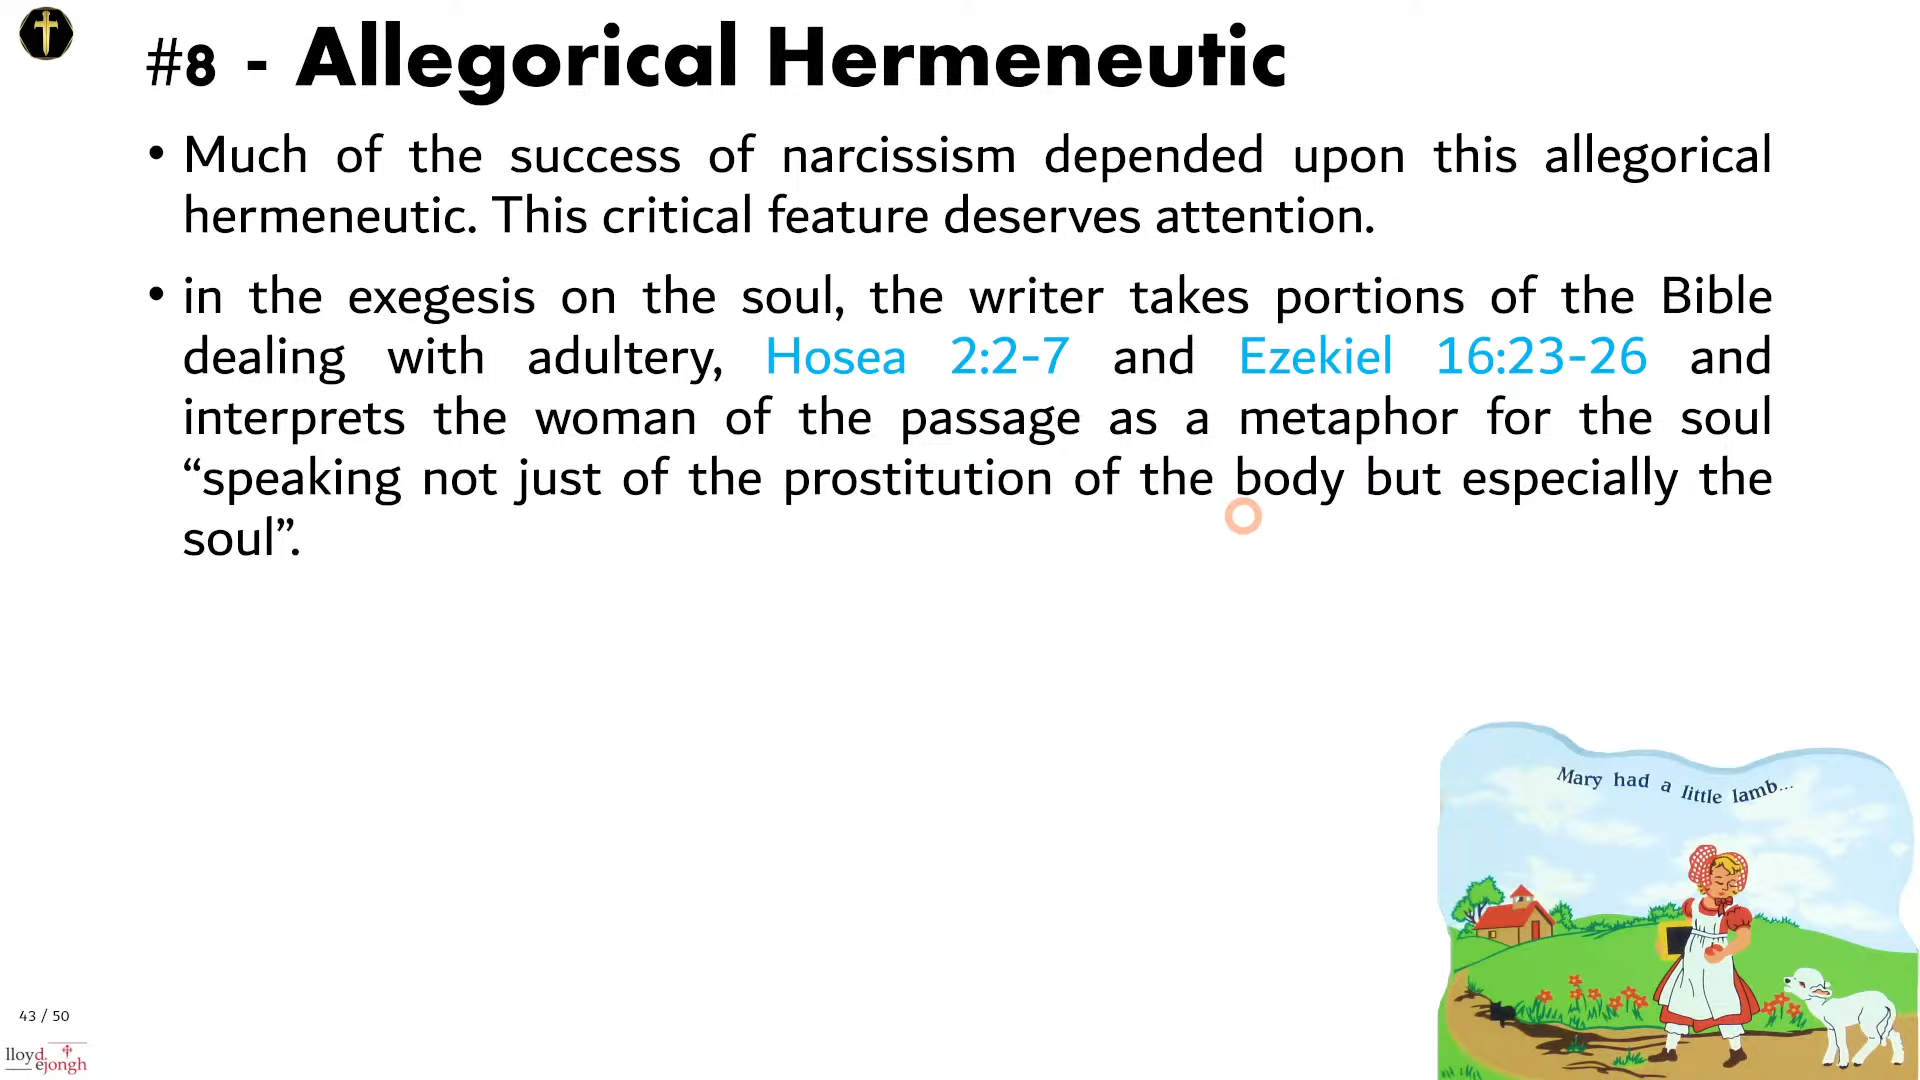 #8 - Allegorical Hermeneutic
• Much of the success of narcissism depended upon this allegorical
hermeneutic. This critical feature deserves attention.
• in the exegesis on the soul, the writer takes portions of the Bible
dealing with adultery, Hosea 2:2-7 and Ezekiel 16:23-26 and
interprets the woman of the passage as a metaphor for the soul
“speaking not just of the prostitution of the body but especially the
soul”.
Mary had a little lamb...
43 / 50
lloyd
ejongh